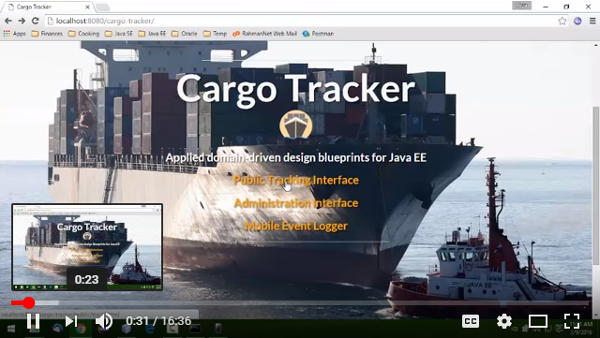 Cargo Tracker
localhost:8080/cargo-tracker/
Apps Finances Cooking Java SE Java EE Oracle Temp RahmanNet Web Mail Postman
Cargo Tracker
Applied domain-driven design blueprints for Java EE
Public Tracking Interface
Administration Interface
Mobile Event Logger
JAVA EE
Cargo Tracker
0:23
0:31 / 16:36
CC